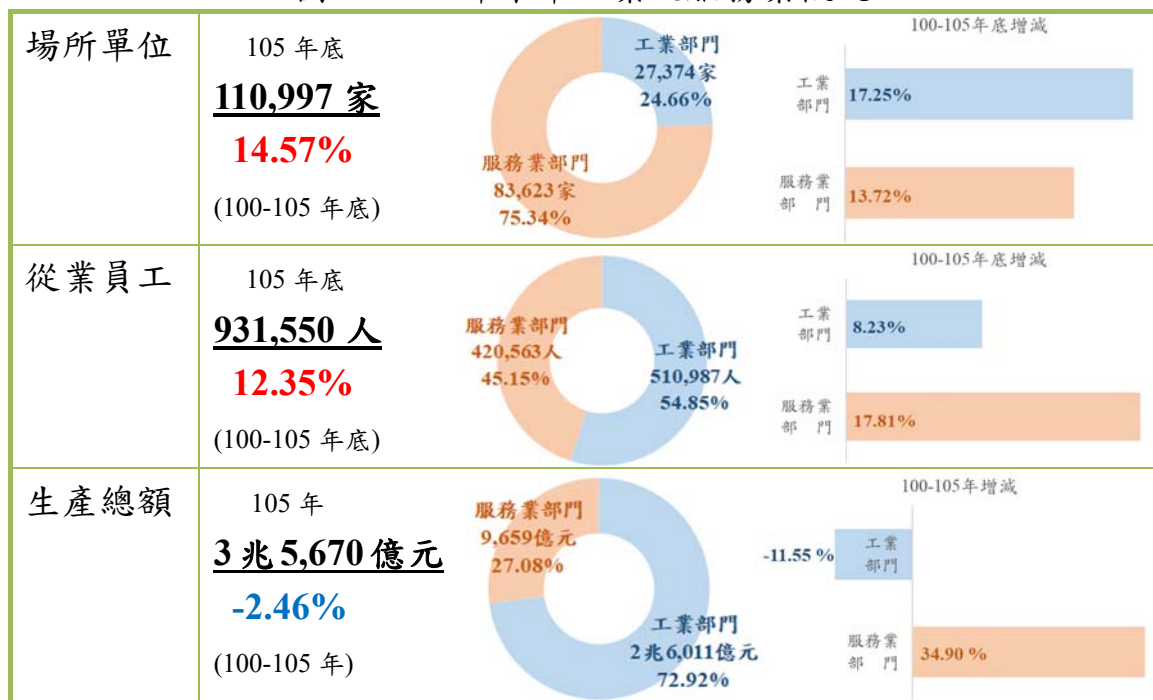 場所單位
105 年底
110,997 家
14.57%
(100-105 年底)
工業部門
27,374家
24.66%
服務業部門
83,623家
75.34%
100-105年底增減
工業
部門
17.25%
服務業
部 門
13.72%
從業員工
105 年底
931,550 人
12.35%
(100-105 年底)
服務業部門
420,563人
45.15%
工業部門
510,987人
54.85%
100-105年底增減
工業
部門
8.23%
服務業
部 門
17.81%
生產總額
105 年
3 兆 5,670 億元
-2.46%
(100-105 年)
服務業部門
9,659億元
27.08%
工業部門
2兆6,011億元
72.92%
100-105年增減
-11.55 %
工業
部門
服務業
部 門
34.90 %